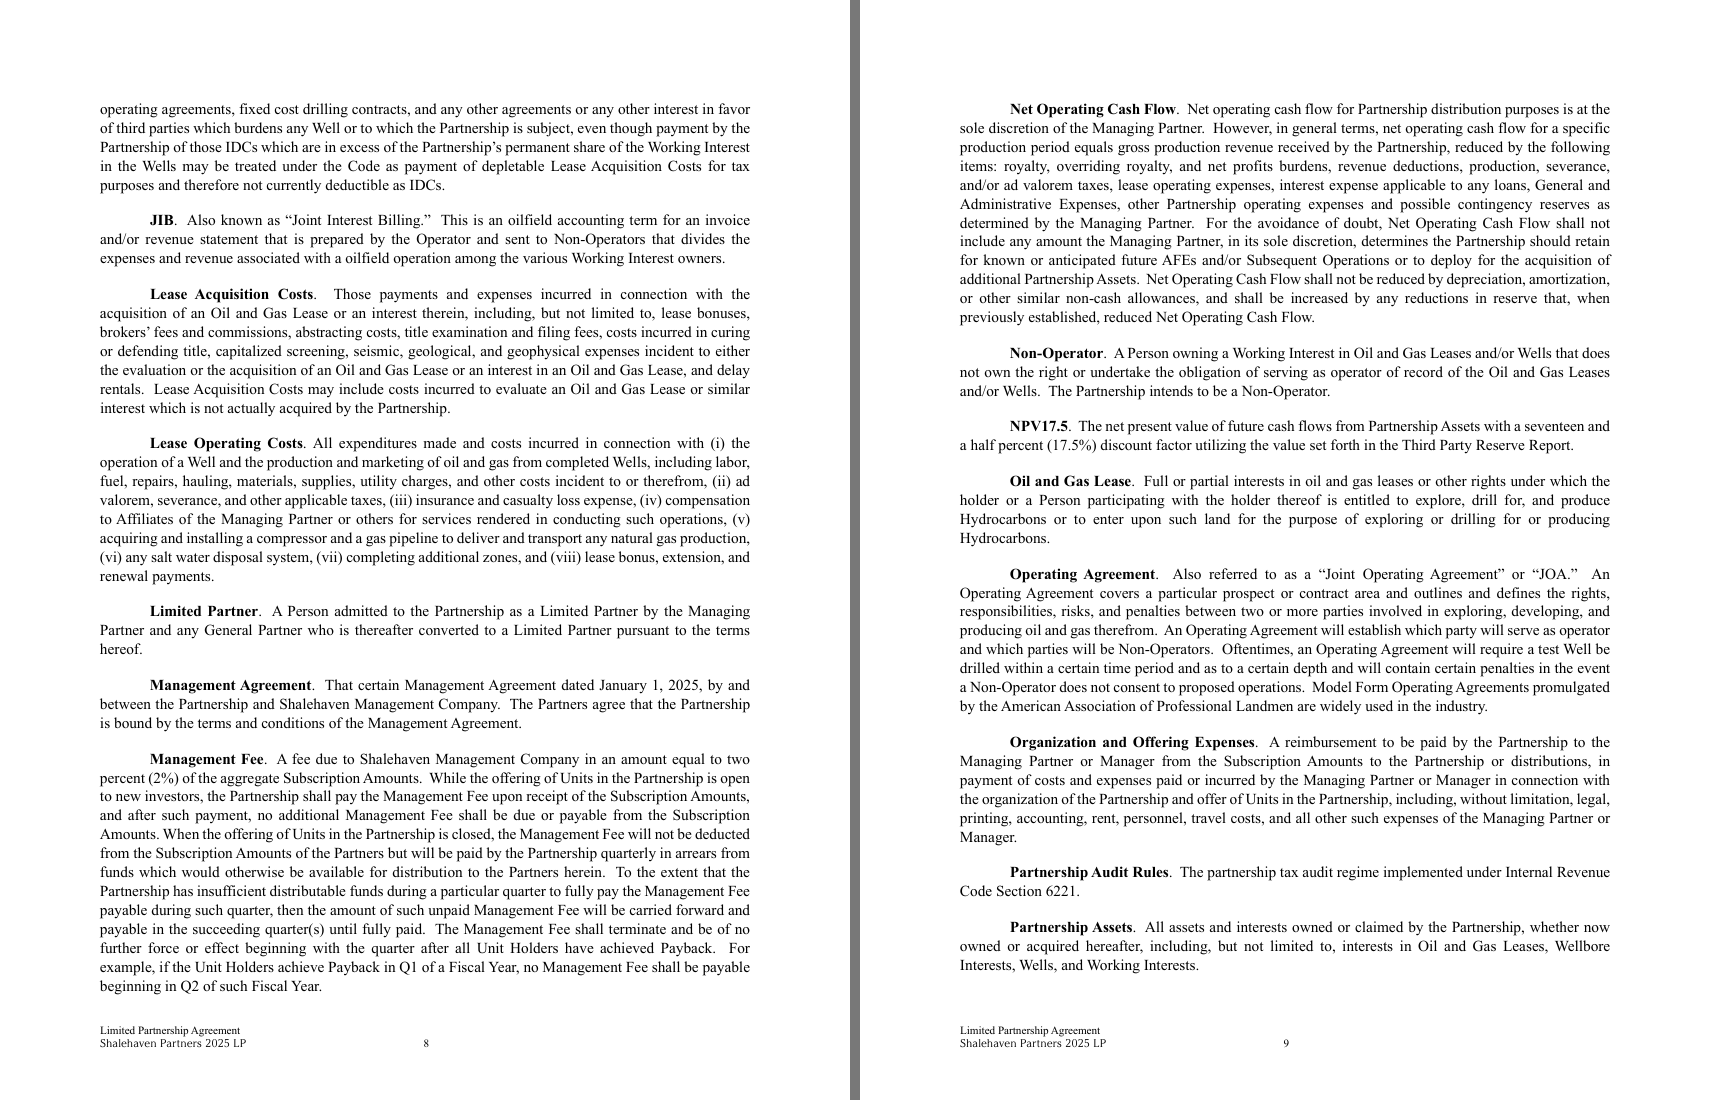 operating agreements, fixed cost drilling contracts, and any other agreements or any other interest in favor
of third parties which burdens any Well or to which the Partnership is subject, even though payment by the
Partnership of those IDCs which are in excess of the Partnership’s permanent share of the Working Interest
in the Wells may be treated under the Code as payment of depletable Lease Acquisition Costs for tax
purposes and therefore not currently deductible as IDCs.
JIB. Also known as “Joint Interest Billing.” This is an oilfield accounting term for an invoice
and/or revenue statement that is prepared by the Operator and sent to Non-Operators that divides the
expenses and revenue associated with a oilfield operation among the various Working Interest owners.
Lease Acquisition Costs. Those payments and expenses incurred in connection with the
acquisition of an Oil and Gas Lease or an interest therein, including, but not limited to, lease bonuses,
brokers’ fees and commissions, abstracting costs, title examination and filing fees, costs incurred in curing
or defending title, capitalized screening, seismic, geological, and geophysical expenses incident to either
the evaluation or the acquisition of an Oil and Gas Lease or an interest in an Oil and Gas Lease, and delay
rentals. Lease Acquisition Costs may include costs incurred to evaluate an Oil and Gas Lease or similar
interest which is not actually acquired by the Partnership.
Lease Operating Costs. All expenditures made and costs incurred in connection with (i) the
operation of a Well and the production and marketing of oil and gas from completed Wells, including labor,
fuel, repairs, hauling, materials, supplies, utility charges, and other costs incident to or therefrom, (ii) ad
valorem, severance, and other applicable taxes, (iii) insurance and casualty loss expense, (iv) compensation
to Affiliates of the Managing Partner or others for services rendered in conducting such operations, (v)
acquiring and installing a compressor and a gas pipeline to deliver and transport any natural gas production,
(vi) any salt water disposal system, (vii) completing additional zones, and (viii) lease bonus, extension, and
renewal payments.
Limited Partner. A Person admitted to the Partnership as a Limited Partner by the Managing
Partner and any General Partner who is thereafter converted to a Limited Partner pursuant to the terms
hereof.
Management Agreement. That certain Management Agreement dated January 1, 2025, by and
between the Partnership and Shalehaven Management Company. The Partners agree that the Partnership
is bound by the terms and conditions of the Management Agreement.
Management Fee. A fee due to Shalehaven Management Company in an amount equal to two
percent (2%) of the aggregate Subscription Amounts. While the offering of Units in the Partnership is open
to new investors, the Partnership shall pay the Management Fee upon receipt of the Subscription Amounts,
and after such payment, no additional Management Fee shall be due or payable from the Subscription
Amounts. When the offering of Units in the Partnership is closed, the Management Fee will not be deducted
from the Subscription Amounts of the Partners but will be paid by the Partnership quarterly in arrears from
funds which would otherwise be available for distribution to the Partners herein. To the extent that the
Partnership has insufficient distributable funds during a particular quarter to fully pay the Management Fee
payable during such quarter, then the amount of such unpaid Management Fee will be carried forward and
payable in the succeeding quarter(s) until fully paid. The Management Fee shall terminate and be of no
further force or effect beginning with the quarter after all Unit Holders have achieved Payback. For
example, if the Unit Holders achieve Payback in Q1 of a Fiscal Year, no Management Fee shall be payable
beginning in Q2 of such Fiscal Year.
Limited Partnership Agreement
Shalehaven Partners 2025 LP 8
Net Operating Cash Flow. Net operating cash flow for Partnership distribution purposes is at the
sole discretion of the Managing Partner. However, in general terms, net operating cash flow for a specific
production period equals gross production revenue received by the Partnership, reduced by the following
items: royalty, overriding royalty, and net profits burdens, revenue deductions, production, severance,
and/or ad valorem taxes, lease operating expenses, interest expense applicable to any loans, General and
Administrative Expenses, other Partnership operating expenses and possible contingency reserves as
determined by the Managing Partner. For the avoidance of doubt, Net Operating Cash Flow shall not
include any amount the Managing Partner, in its sole discretion, determines the Partnership should retain
for known or anticipated future AFEs and/or Subsequent Operations or to deploy for the acquisition of
additional Partnership Assets. Net Operating Cash Flow shall not be reduced by depreciation, amortization,
or other similar non-cash allowances, and shall be increased by any reductions in reserve that, when
previously established, reduced Net Operating Cash Flow.
Non-Operator. A Person owning a Working Interest in Oil and Gas Leases and/or Wells that does
not own the right or undertake the obligation of serving as operator of record of the Oil and Gas Leases
and/or Wells. The Partnership intends to be a Non-Operator.
NPV17.5. The net present value of future cash flows from Partnership Assets with a seventeen and
a half percent (17.5%) discount factor utilizing the value set forth in the Third Party Reserve Report.
Oil and Gas Lease. Full or partial interests in oil and gas leases or other rights under which the
holder or a Person participating with the holder thereof is entitled to explore, drill for, and produce
Hydrocarbons or to enter upon such land for the purpose of exploring or drilling for or producing
Hydrocarbons.
Operating Agreement. Also referred to as a “Joint Operating Agreement” or “JOA.” An
Operating Agreement covers a particular prospect or contract area and outlines and defines the rights,
responsibilities, risks, and penalties between two or more parties involved in exploring, developing, and
producing oil and gas therefrom. An Operating Agreement will establish which party will serve as operator
and which parties will be Non-Operators. Oftentimes, an Operating Agreement will require a test Well be
drilled within a certain time period and as to a certain depth and will contain certain penalties in the event
a Non-Operator does not consent to proposed operations. Model Form Operating Agreements promulgated
by the American Association of Professional Landmen are widely used in the industry.
Organization and Offering Expenses. A reimbursement to be paid by the Partnership to the
Managing Partner or Manager from the Subscription Amounts to the Partnership or distributions, in
payment of costs and expenses paid or incurred by the Managing Partner or Manager in connection with
the organization of the Partnership and offer of Units in the Partnership, including, without limitation, legal,
printing, accounting, rent, personnel, travel costs, and all other such expenses of the Managing Partner or
Manager.
Partnership Audit Rules. The partnership tax audit regime implemented under Internal Revenue
Code Section 6221.
Partnership Assets. All assets and interests owned or claimed by the Partnership, whether now
owned or acquired hereafter, including, but not limited to, interests in Oil and Gas Leases, Wellbore
Interests, Wells, and Working Interests.
Limited Partnership Agreement
Shalehaven Partners 2025 LP 9